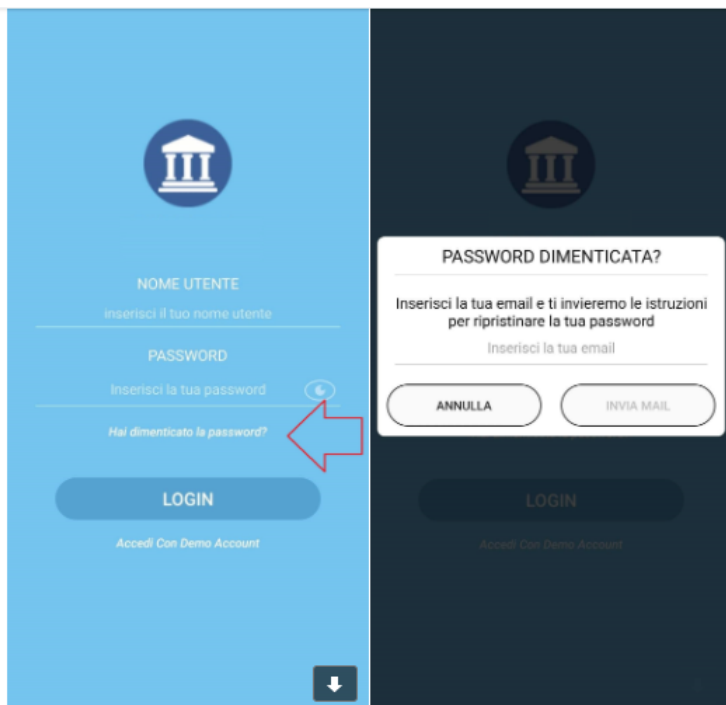 NOME UTENTE
inserisci il tuo nome utente
PASSWORD
Inserisci la tua password
Hai dimenticato la password?
LOGIN
Accedi Con Demo Account
PASSWORD DIMENTICATA?
Inserisci la tua email e ti invieremo le istruzioni
per ripristinare la tua password
Inserisci la tua email
ANNULLA
INVIA MAIL
LOGIN
Accedi Con Demo Account